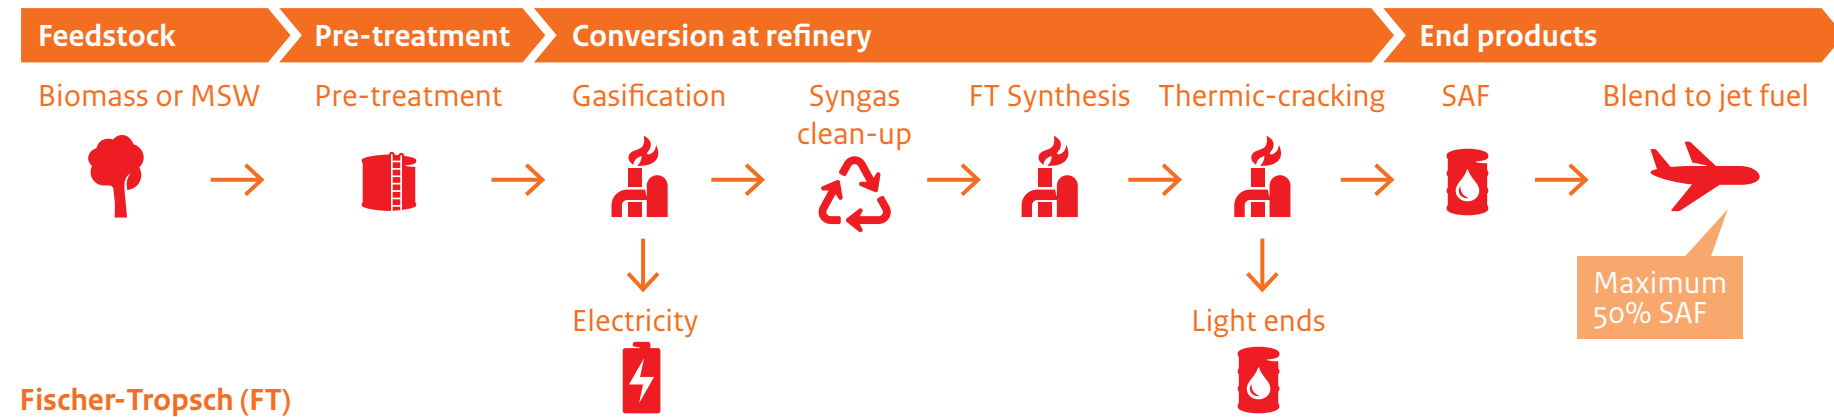 Feedstock
Pre-treatment
Conversion at refinery
End products
Biomass or MSW
Pre-treatment
Gasification
Syngas
clean-up
FT Synthesis
Thermic-cracking
SAF
Blend to jet fuel
Electricity
Light ends
Maximum
50% SAF
Fischer-Tropsch (FT)